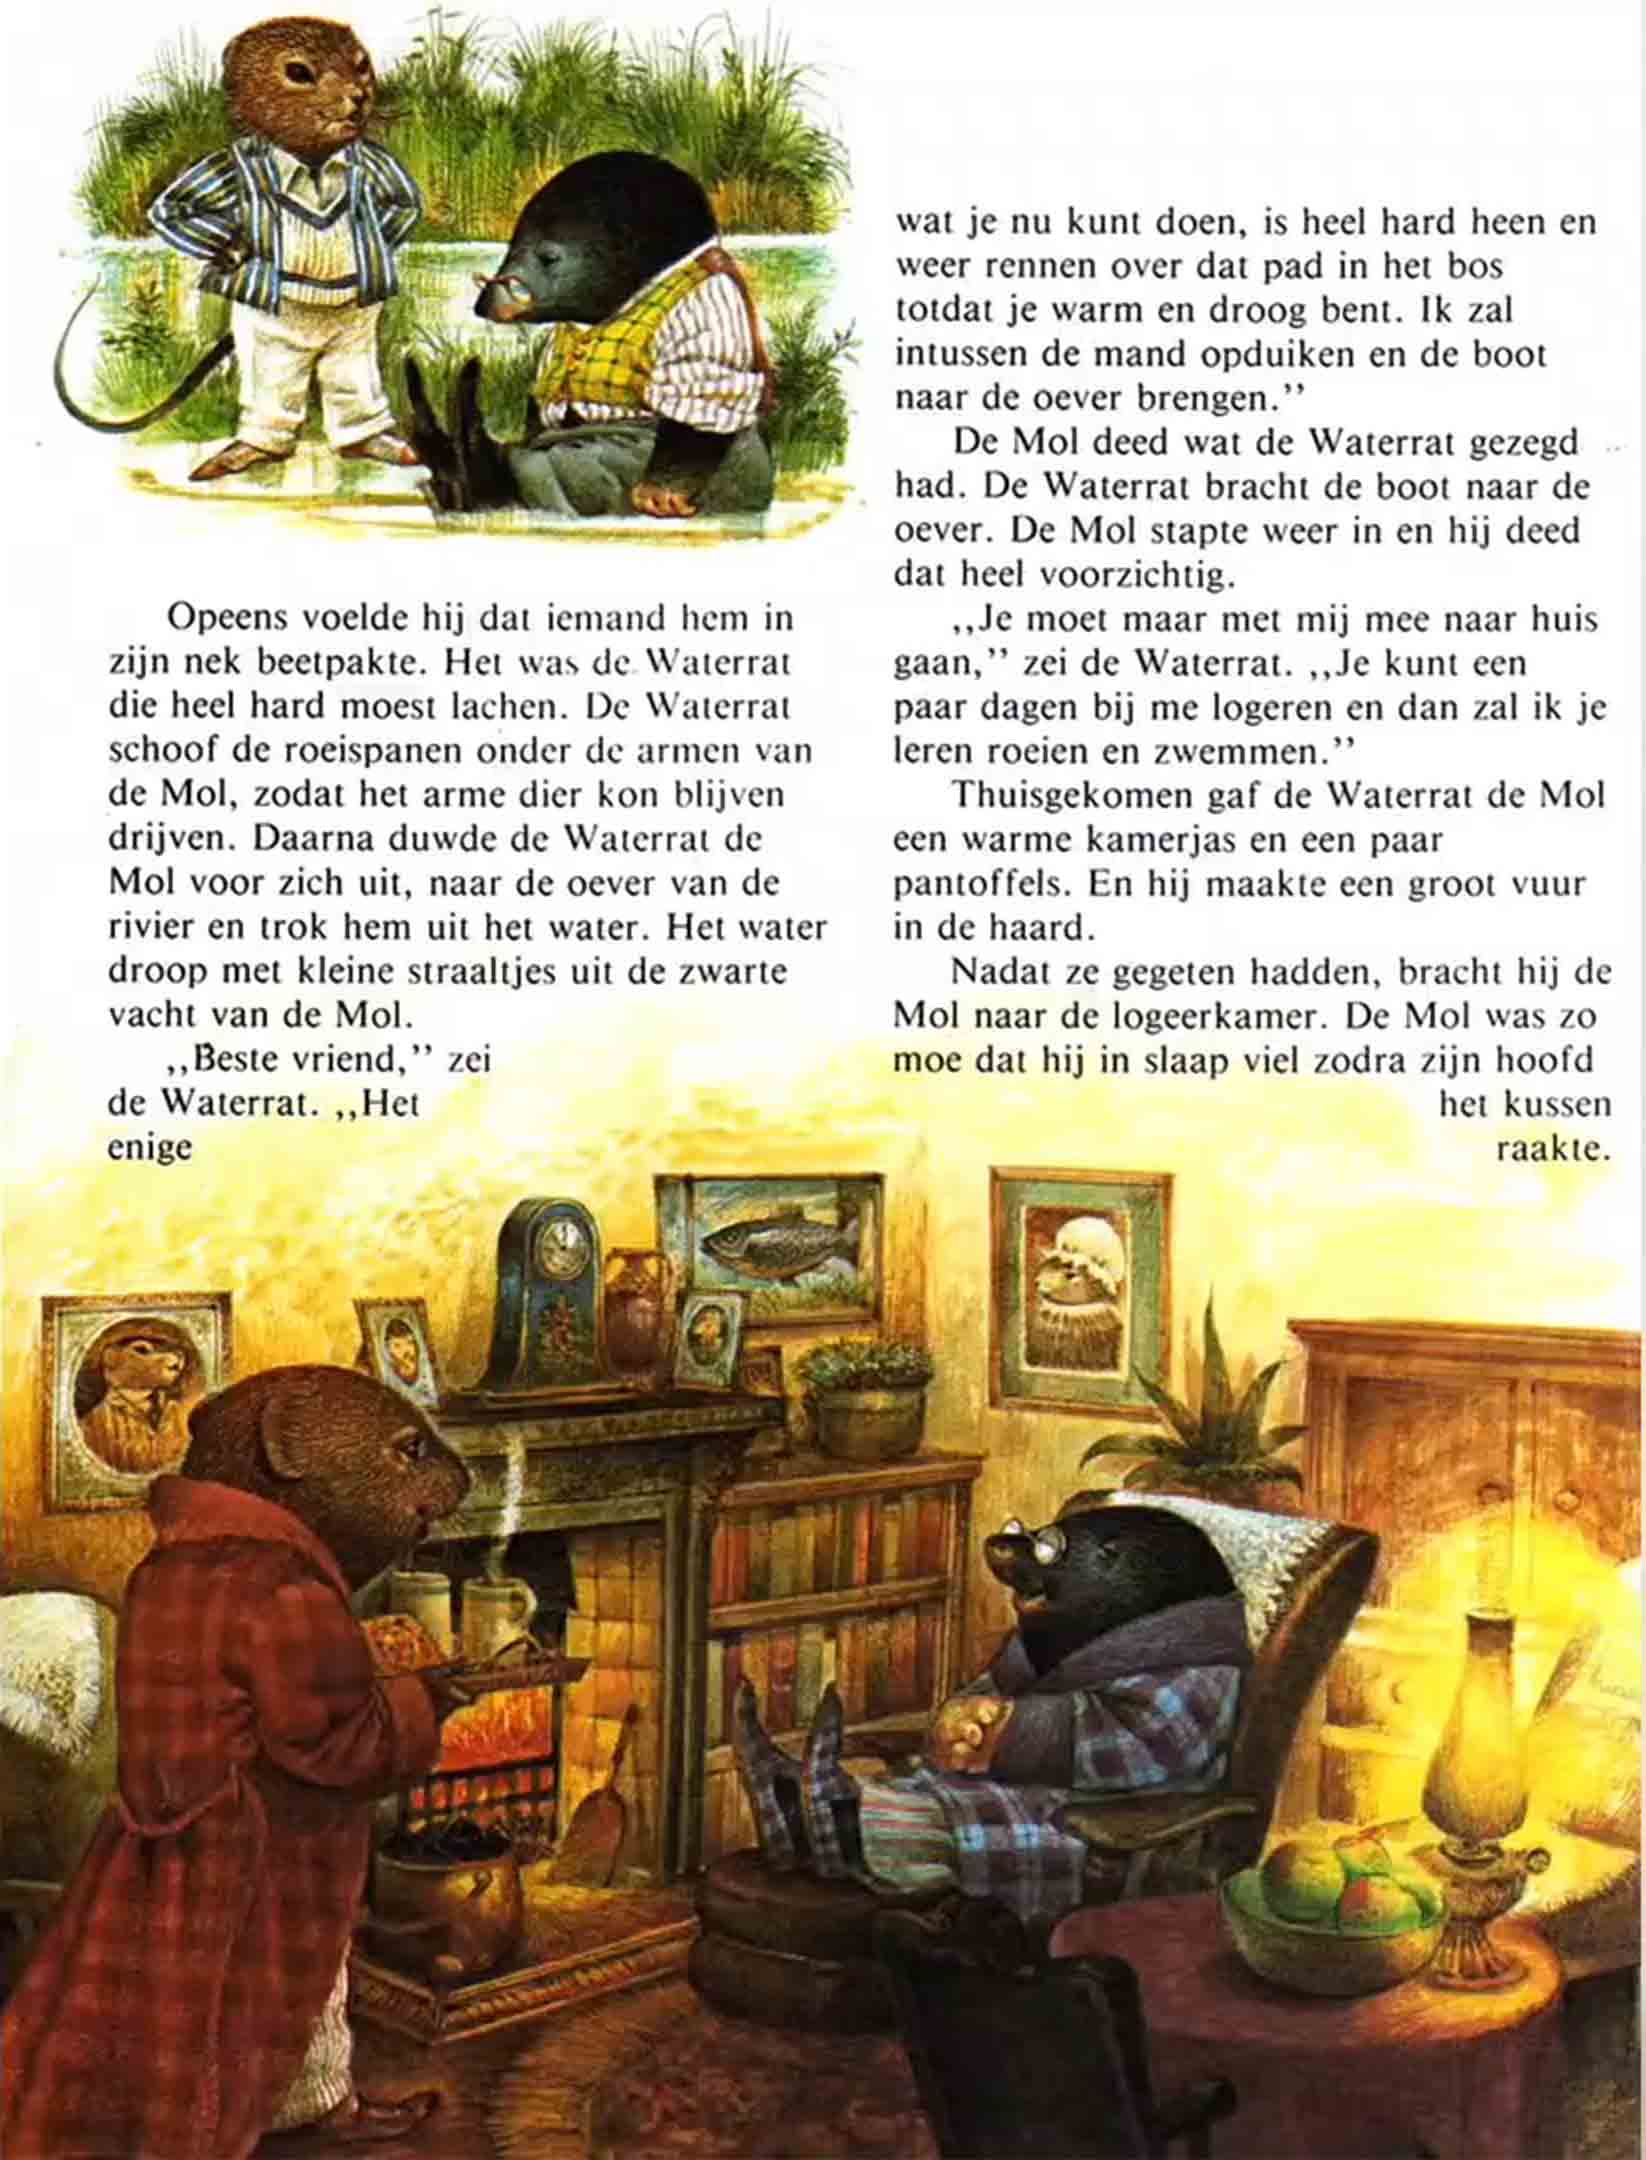 Opeens voelde hij dat iemand hem in
zijn nek beetpakte. Het was de Waterrat
die heel hard moest lachen. De Waterrat
schoof de roeispanen onder de armen van
de Mol, zodat het arme dier kon blijven
drijven. Daarna duwde de Waterrat de
Mol voor zich uit, naar de oever van de
rivier en trok hem uit het water. Het water
droop met kleine straaltjes uit de zwarte
vacht van de Mol.
,,Beste vriend,’’ zei
de Waterrat. ,,Het
enige
wat je nu kunt doen, is heel hard heen en
weer rennen over dat pad in het bos
totdat je warm en droog bent. Ik zal
intussen de mand opduiken en de boot
naar de oever brengen.’’
De Mol deed wat de Waterrat gezegd
had. De Waterrat bracht de boot naar de
oever. De Mol stapte weer in en hij deed
dat heel voorzichtig.
,,Je moet maar met mij mee naar huis
gaan,’’ zei de Waterrat. ,,Je kunt een
paar dagen bij me logeren en dan zal ik je
leren roeien en zwemmen.’’
Thuisgekomen gaf de Waterrat de Mol
een warme kamerjas en een paar
pantoffels. En hij maakte een groot vuur
in de haard.
Nadat ze gegeten hadden, bracht hij de
Mol naar de logeerkamer. De Mol was zo
moe dat hij in slaap viel zodra zijn hoofd
het kussen
raakte.